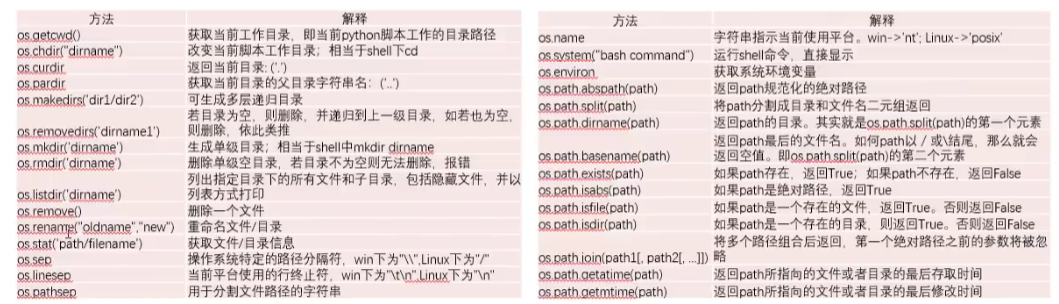 方法 解释
os.getcwd() 获取当前工作目录，即当前python脚本工作的目录路径
os.chdir("dirname") 改变当前脚本工作目录；相当于shell下cd
os.curdir 返回当前目录: ('.')
os.pardir 获取当前目录的父目录字符串名：('..')
os.makedirs('dir1/dir2') 可生成多层递归目录
若目录为空，则删除，并递归到上一级目录，如若也为空，
os.removedirs('dirname1') 则删除，依此类推
os.mkdir('dirname') 生成单级目录；相当于shell中mkdir dirname
os.rmdir('dirname') 删除单级空目录，若目录不为空则无法删除，报错
列出指定目录下的所有文件和子目录，包括隐藏文件，并以
os.listdir('dirname') 列表方式打印
os.remove() 删除一个文件
os.rename("oldname","new") 重命名文件/目录
os.stat('path/filename') 获取文件/目录信息
os.sep 操作系统特定的路径分隔符，win下为"\\",Linux下为"/"
os.linesep 当前平台使用的行终止符，win下为"\t\n",Linux下为"\n"
os.pathsep 用于分割文件路径的字符串
方法 解释
os.name 字符串指示当前使用平台。win->'nt'; Linux->'posix'
os.system("bash command") 运行shell命令，直接显示
os.environ 获取系统环境变量
os.path.abspath(path) 返回path规范化的绝对路径
os.path.split(path) 将path分割成目录和文件名二元组返回
os.path.dirname(path) 返回path的目录。其实就是os.path.split(path)的第一个元素
返回path最后的文件名。如何path以 / 或\结尾，那么就会
os.path.basename(path) 返回空值。即os.path.split(path)的第二个元素
os.path.exists(path) 如果path存在，返回True；如果path不存在，返回False
os.path.isabs(path) 如果path是绝对路径，返回True
os.path.isfile(path) 如果path是一个存在的文件，返回True。否则返回False
os.path.isdir(path) 如果path是一个存在的目录，则返回True。否则返回False
将多个路径组合后返回，第一个绝对路径之前的参数将被忽
os.path.join(path1[, path2[, ...]]) 略
os.path.getatime(path) 返回path所指向的文件或者目录的最后存取时间
os.path.getmtime(path) 返回path所指向的文件或者目录的最后修改时间